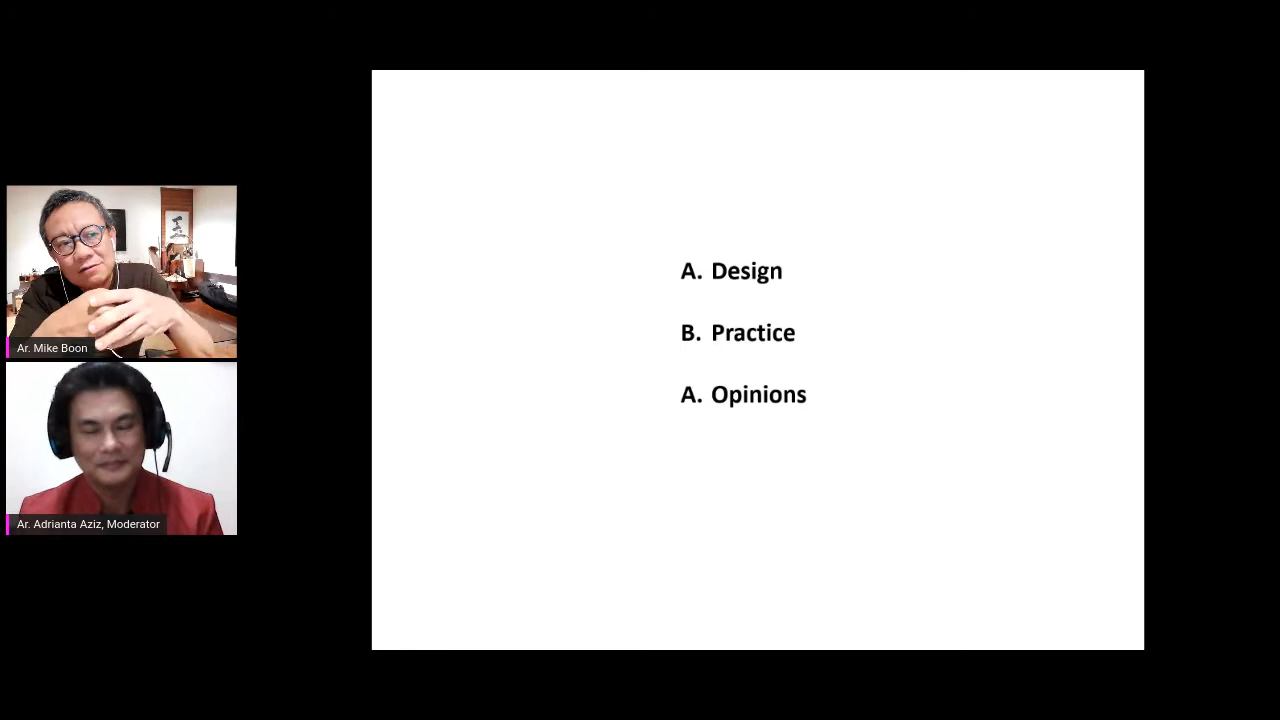 A. Design
B. Practice
A. Opinions
Ar. Mike Boon
Ar. Adrianta Aziz, Moderator